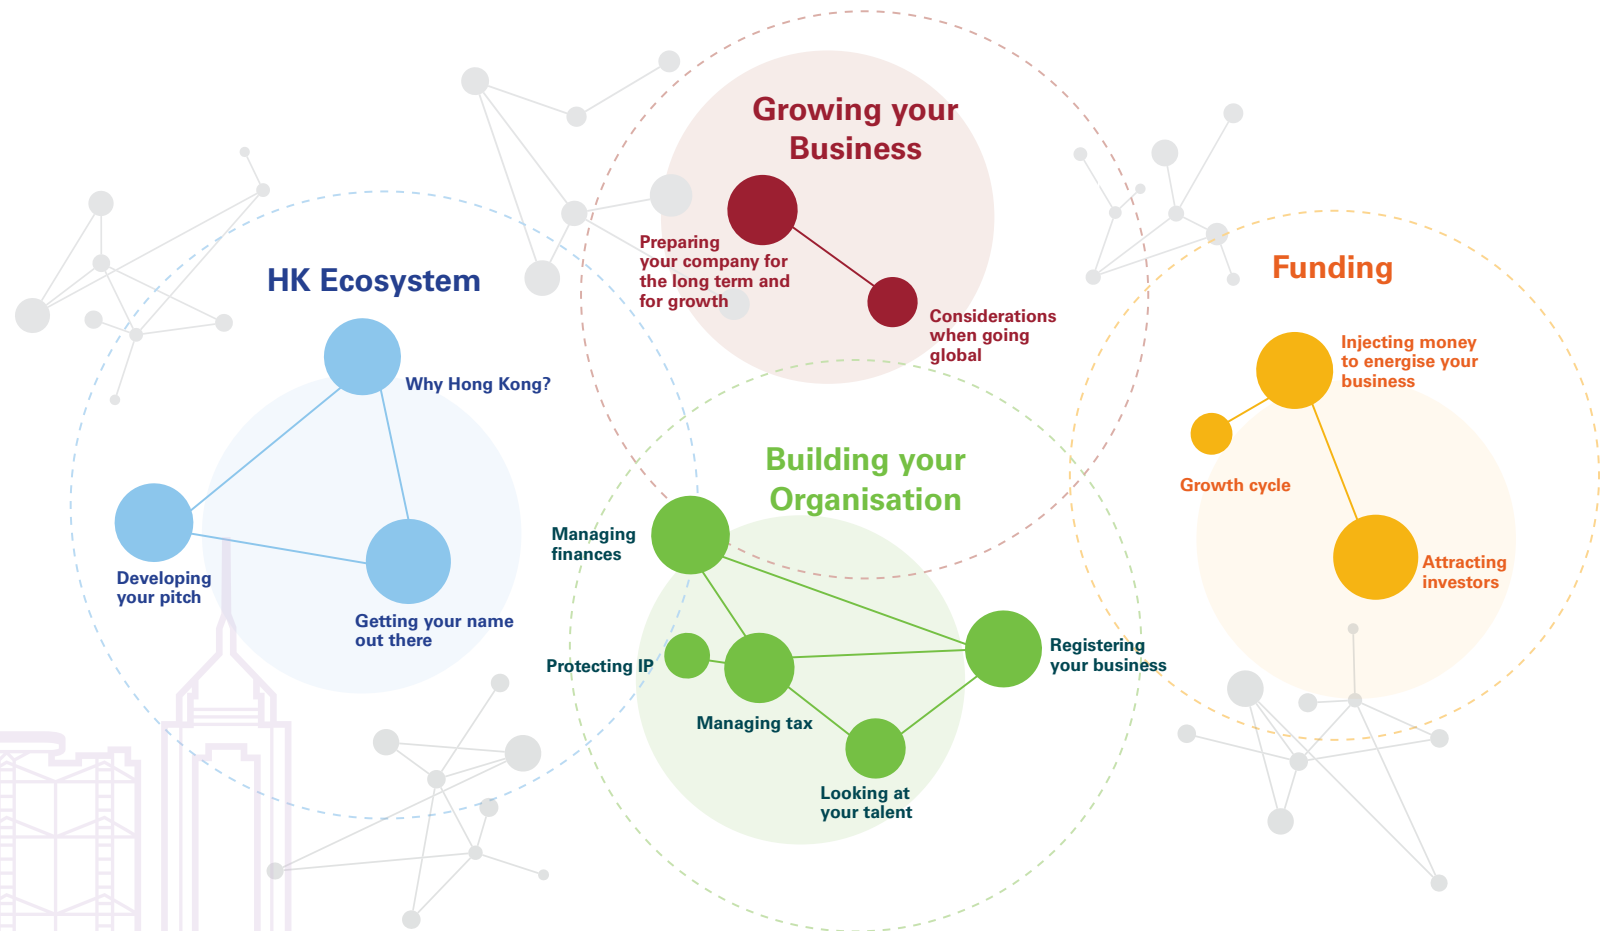 Growing your
Business
Preparing
your company for
the long term and
for growth
Considerations
when going
global
HK Ecosystem
Why Hong Kong?
Developing
your pitch
Getting your name
out there
Funding
Injecting money
to energise your
business
Growth cycle
Attracting
investors
Building your
Organisation
Managing
finances
Protecting IP
Managing tax
Registering
your business
Looking at
your talent